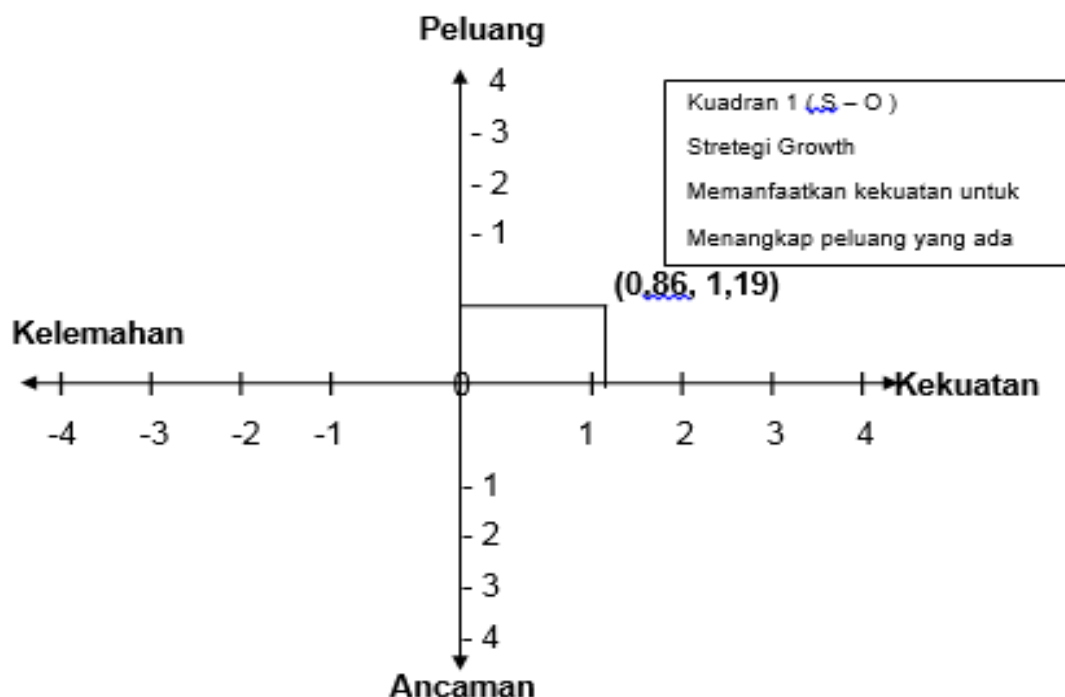 Peluang
4
- 3
- 2
- 1
Kuadran 1 ( S – O )
Stretegi Growth
Memanfaatkan kekuatan untuk
Menangkap peluang yang ada
(0,86, 1,19)
Kelemahan
0
Kekuatan
-4 -3 -2 -1 1 2 3 4
- 1
- 2
- 3
- 4
Ancaman